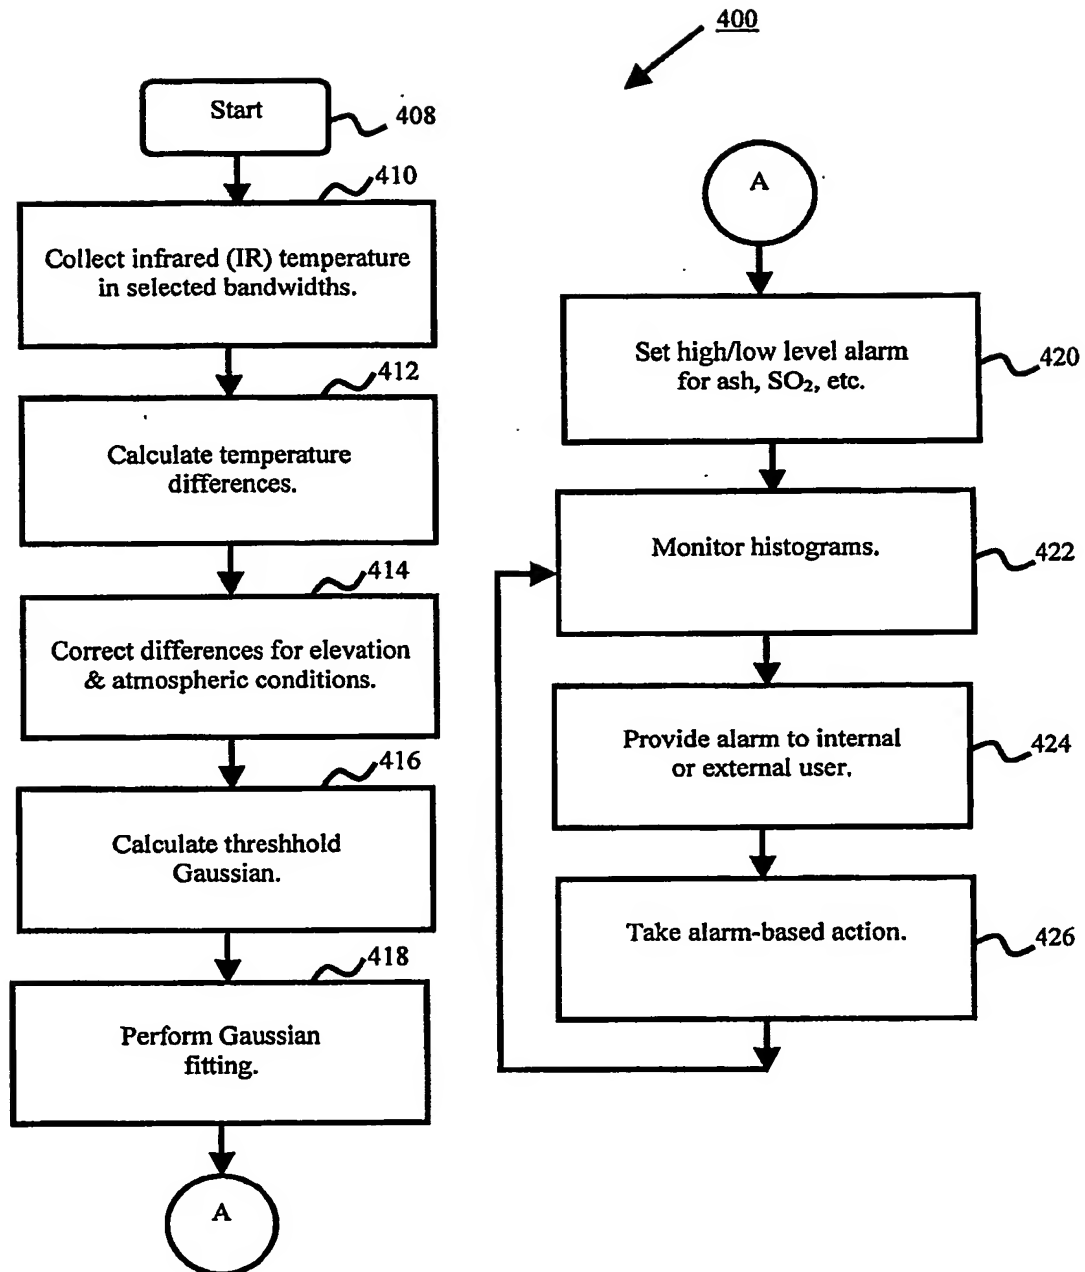 400
Start
408
410
Collect infrared (IR) temperature
in selected bandwidths.
412
Calculate temperature
differences.
414
Correct differences for elevation
& atmospheric conditions.
416
Calculate threshhold
Gaussian.
418
Perform Gaussian
fitting.
A
A
Set high/low level alarm
for ash, SO₂, etc.
420
Monitor histograms.
422
Provide alarm to internal
or external user.
424
Take alarm-based action.
426